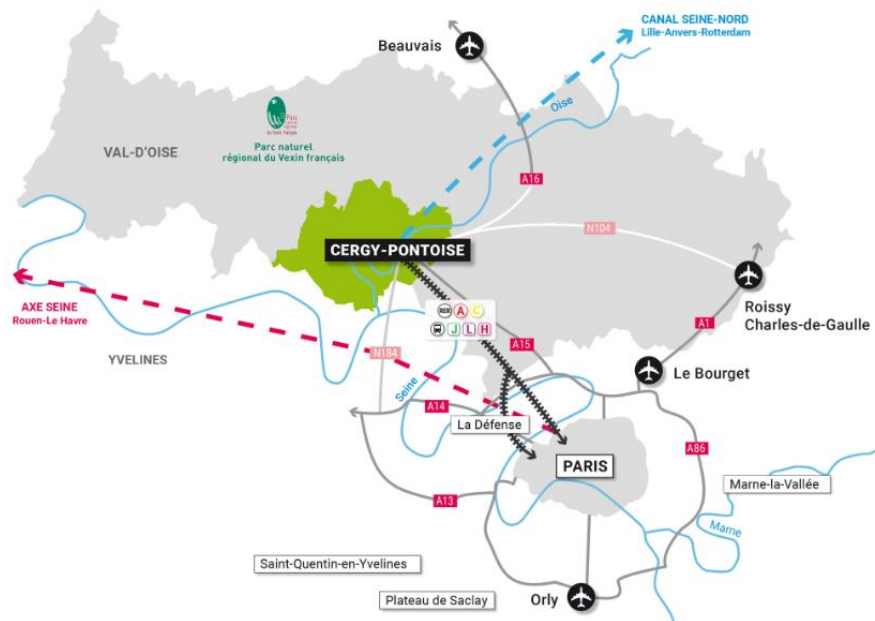 CANAL SEINE-NORD
Lille-Anvers-Rotterdam
Beauvais
Oise
Parc
Parc naturel
régional du Vexin français
VAL-D'OISE
A16
N104
CERGY-PONTOISE
Roissy
Charles-de-Gaulle
AXE SEINE
Rouen-Le Havre
RER A C
J L H
A1
A15
YVELINES
N184
Le Bourget
Seine
A14
La Défense
A86
PARIS
Marne-la-Vallée
A13
Marne
Saint-Quentin-en-Yvelines
Plateau de Saclay
Orly